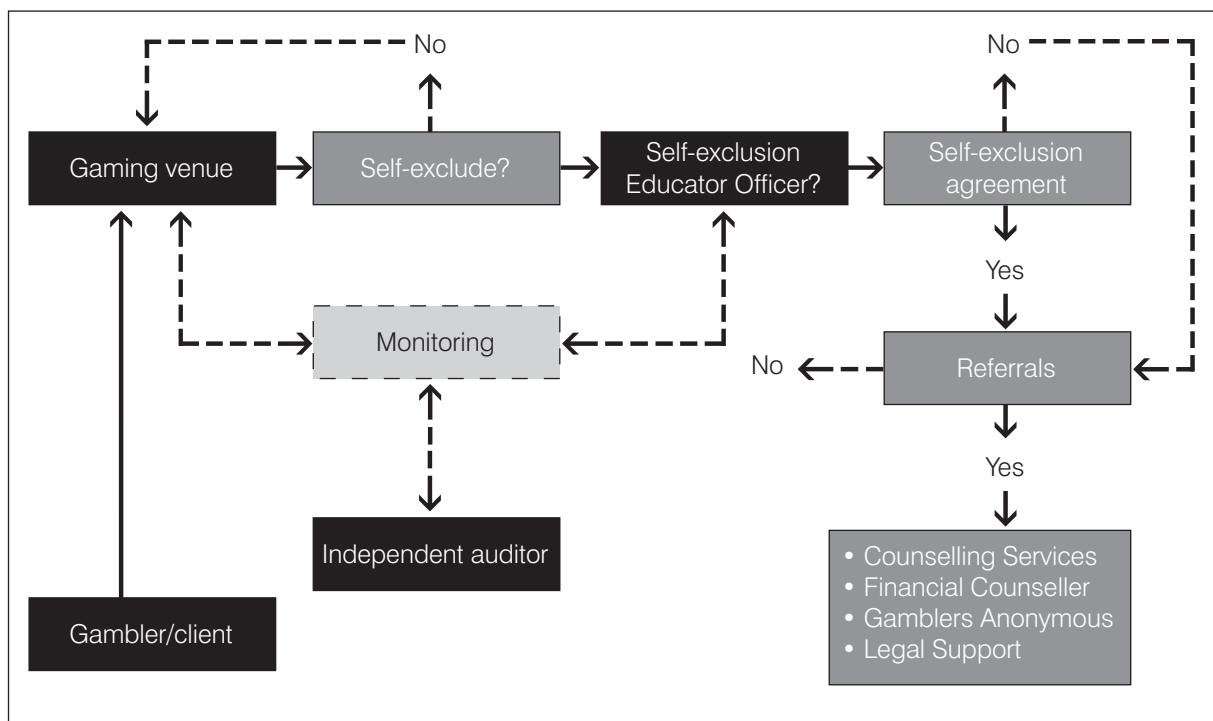 No
No
Gaming venue
Self-exclude?
Self-exclusion
Educator Officer?
Self-exclusion
agreement
Yes
Monitoring
No
Referrals
Yes
Independent auditor
• Counselling Services
• Financial Counseller
• Gamblers Anonymous
• Legal Support
Gambler/client